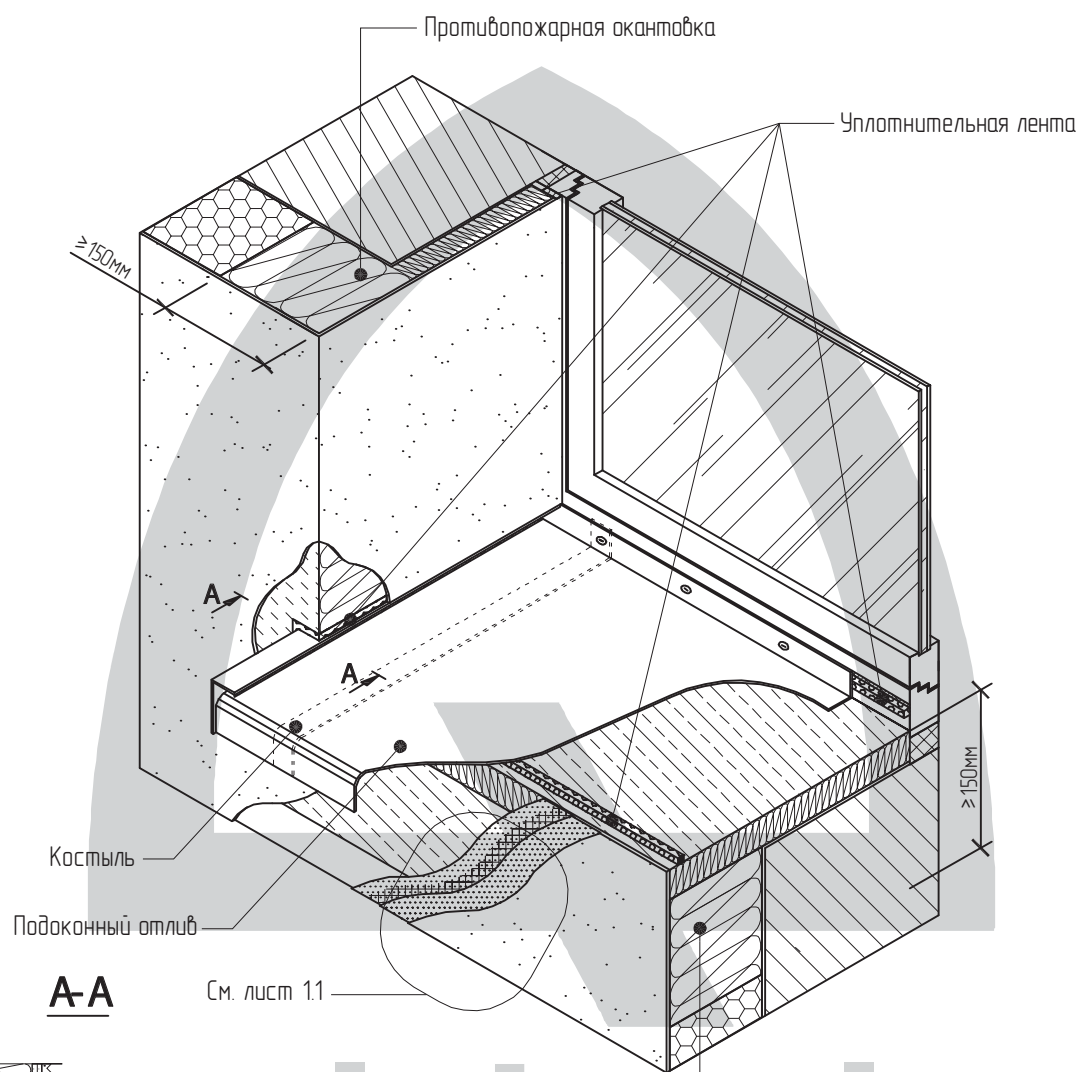 Противопожарная окантовка
Уплотнительная лента
≥150мм
А
А
≥150мм
Костыль
Подоконный отлив
А-А
См. лист 1.1